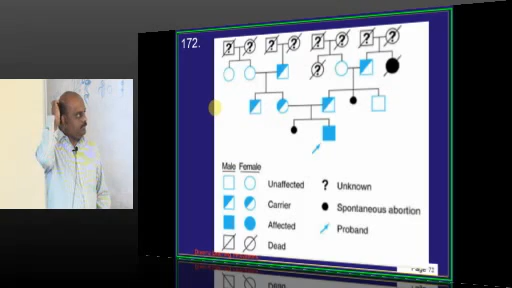 172.
? ? ? ? ? ? ? ?
?
Male Female
Unaffected
? Unknown
Carrier
Spontaneous abortion
Affected
Proband
Dead
Page 72